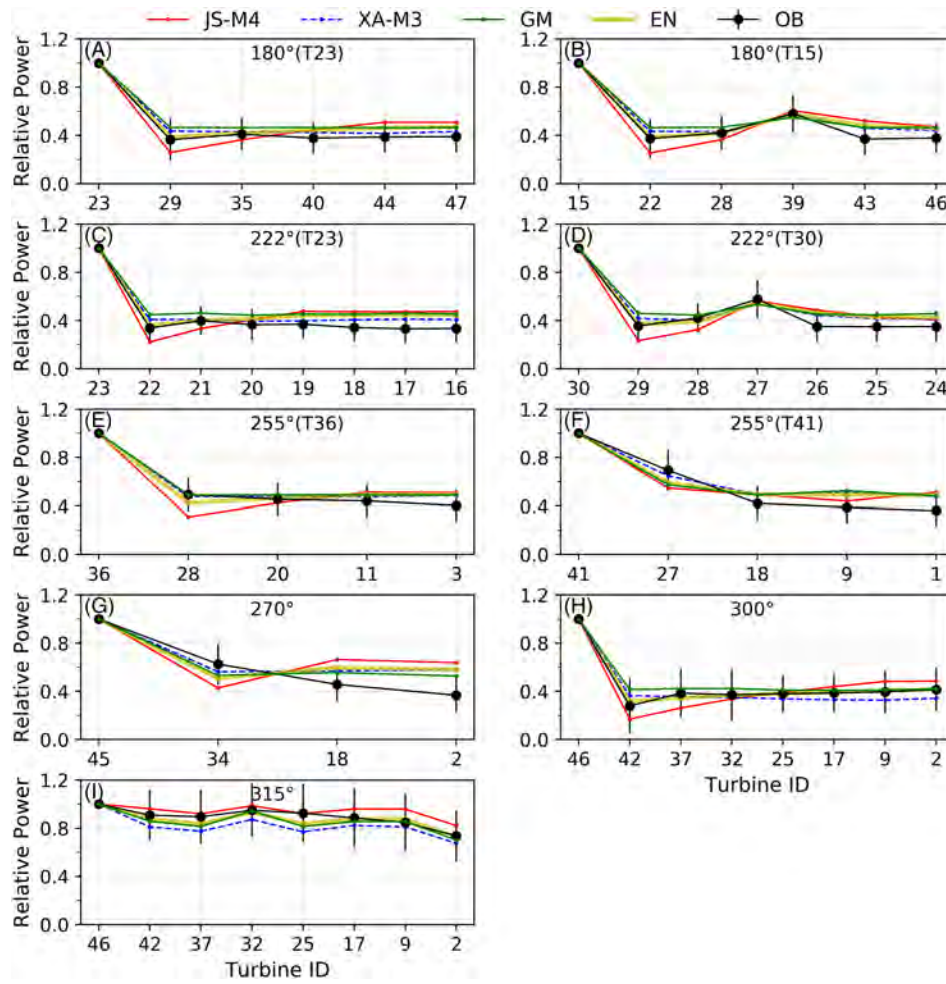 JS-M4 XA-M3 GM EN OB
Relative Power
1.2
0.8
0.4
0.0
(A)
180°(T23)
23 29 35 40 44 47
1.2
0.8
0.4
0.0
(B)
180°(T15)
15 22 28 39 43 46
Relative Power
1.2
0.8
0.4
0.0
(C)
222°(T23)
23 22 21 20 19 18 17 16
1.2
0.8
0.4
0.0
(D)
222°(T30)
30 29 28 27 26 25 24
Relative Power
1.2
0.8
0.4
0.0
(E)
255°(T36)
36 28 20 11 3
1.2
0.8
0.4
0.0
(F)
255°(T41)
41 27 18 9 1
Relative Power
1.2
0.8
0.4
0.0
(G)
270°
45 34 18 2
1.2
0.8
0.4
0.0
(H)
300°
46 42 37 32 25 17 9 2
Turbine ID
Relative Power
1.2
0.8
0.4
0.0
(I)
315°
46 42 37 32 25 17 9 2
Turbine ID